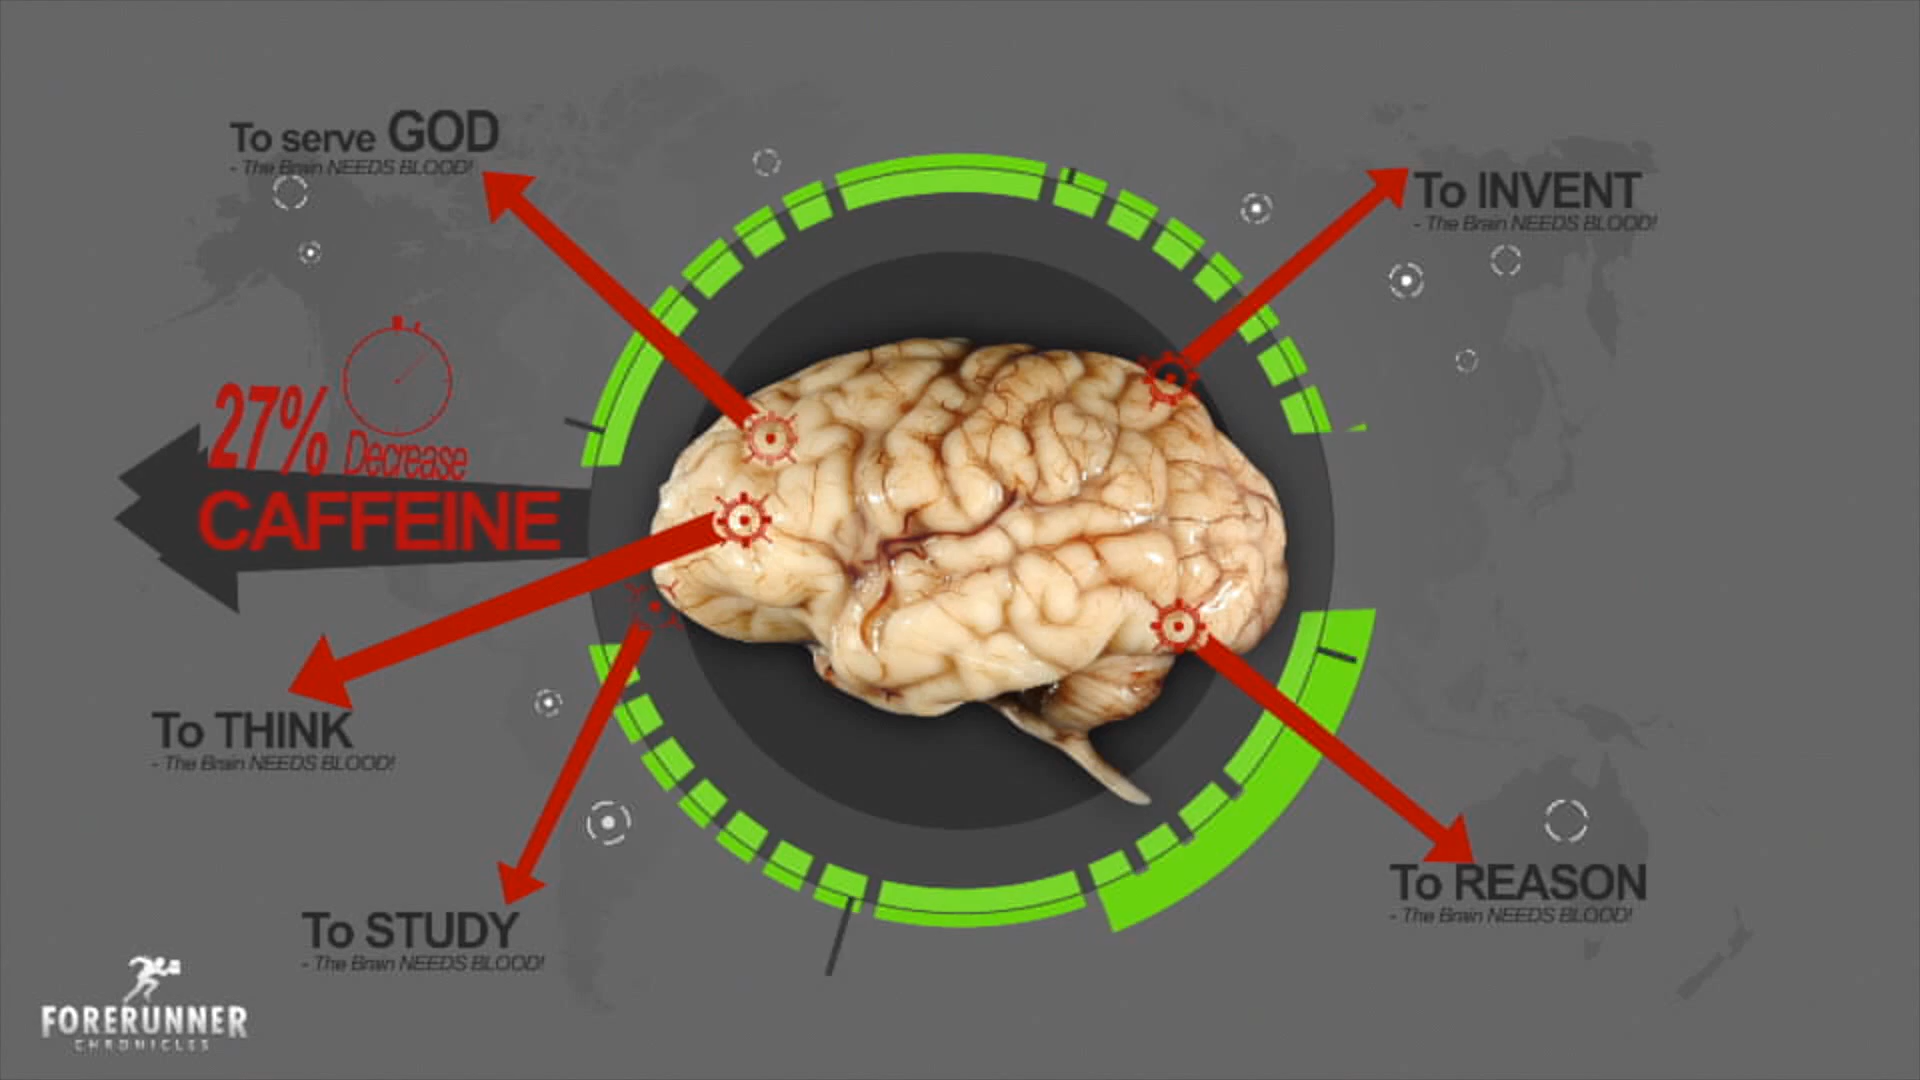 To serve GOD
- The Brain NEEDS BLOOD!
To INVENT
- The Brain NEEDS BLOOD!
27% Decrease
CAFFEINE
To THINK
- The Brain NEEDS BLOOD!
To STUDY
- The Brain NEEDS BLOOD!
To REASON
- The Brain NEEDS BLOOD!
FORERUNNER
CHRONICLES